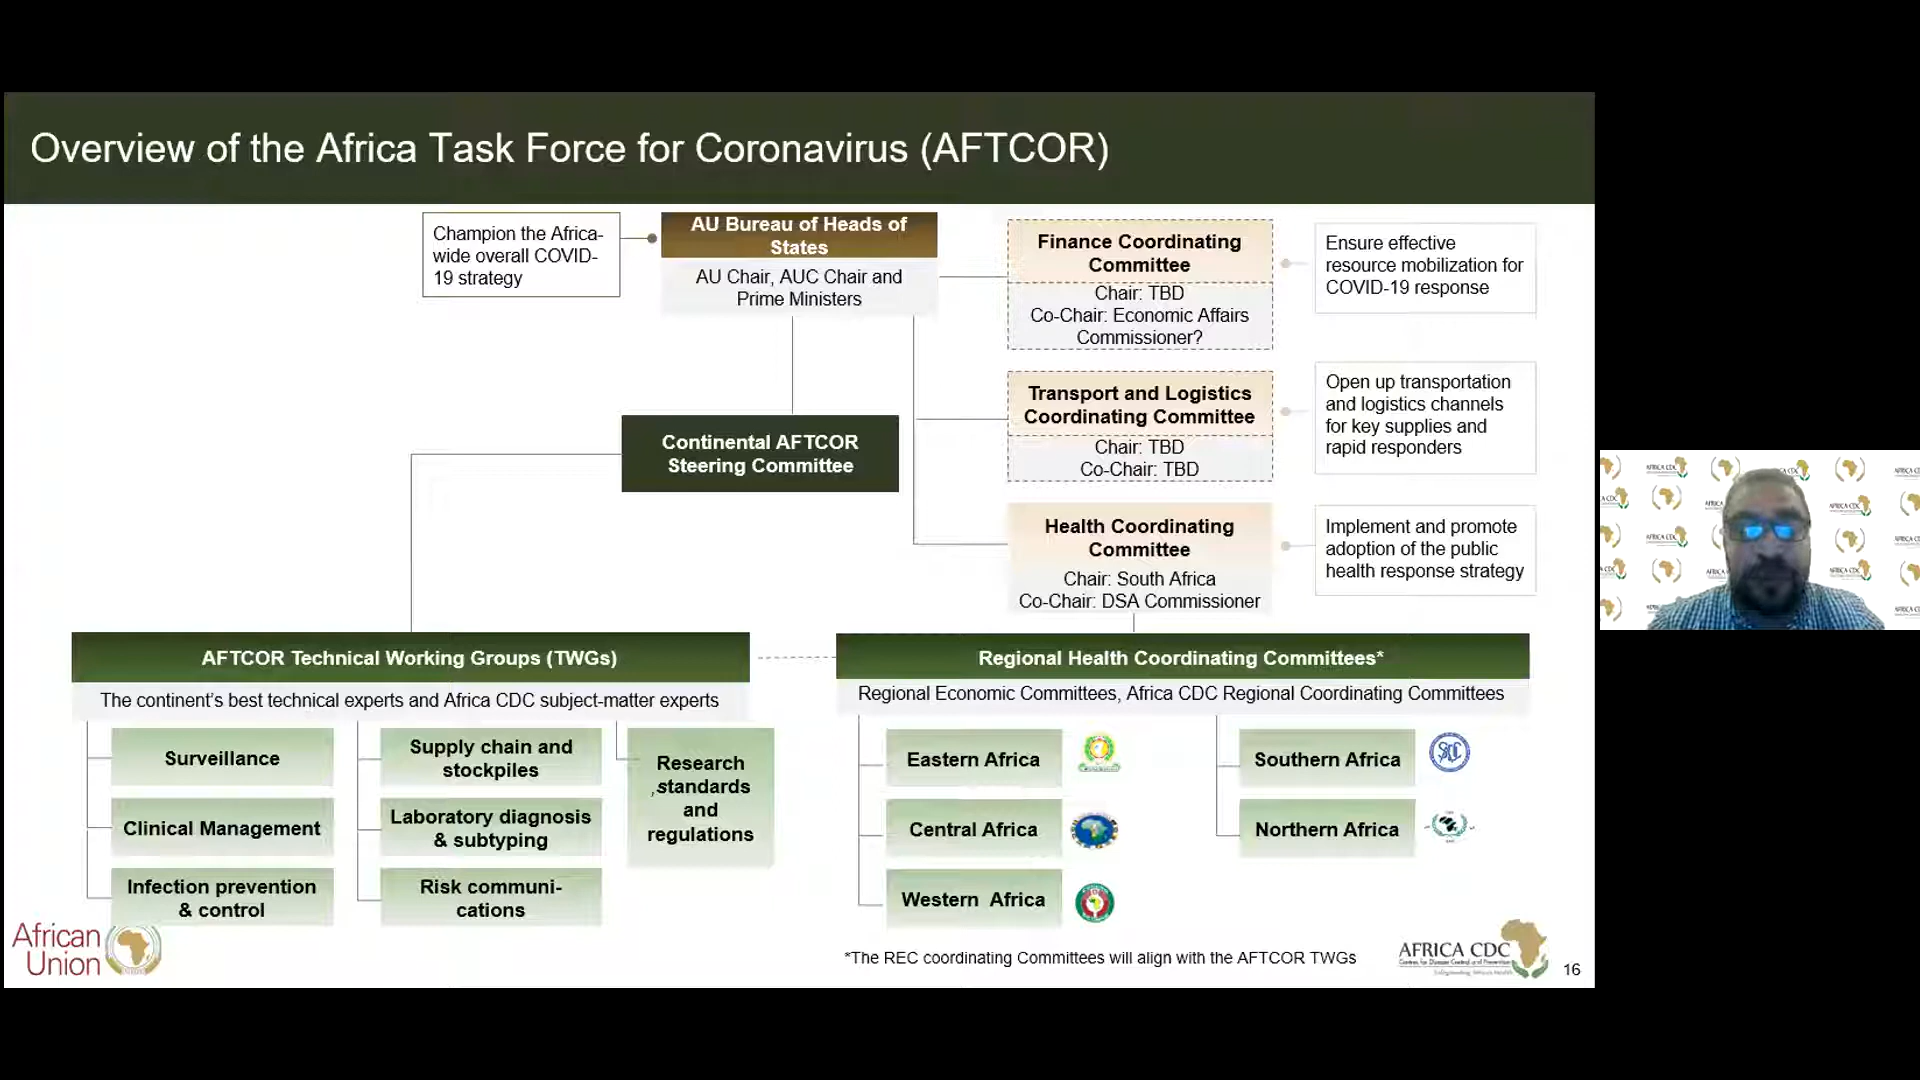 Overview of the Africa Task Force for Coronavirus (AFTCOR)
Champion the Africa-
wide overall COVID-
19 strategy
AU Bureau of Heads of
States
AU Chair, AUC Chair and
Prime Ministers
Finance Coordinating
Committee
Chair: TBD
Co-Chair: Economic Affairs
Commissioner?
Ensure effective
resource mobilization for
COVID-19 response
Transport and Logistics
Coordinating Committee
Chair: TBD
Co-Chair: TBD
Open up transportation
and logistics channels
for key supplies and
rapid responders
Continental AFTCOR
Steering Committee
Health Coordinating
Committee
Chair: South Africa
Co-Chair: DSA Commissioner
Implement and promote
adoption of the public
health response strategy
AFTCOR Technical Working Groups (TWGs)
The continent’s best technical experts and Africa CDC subject-matter experts
Surveillance
Clinical Management
Infection prevention
& control
Supply chain and
stockpiles
Laboratory diagnosis
& subtyping
Risk communi-
cations
Research
,standards
and
regulations
Regional Health Coordinating Committees*
Regional Economic Committees, Africa CDC Regional Coordinating Committees
Eastern Africa
Central Africa
Western Africa
Southern Africa
SADC
Northern Africa
*The REC coordinating Committees will align with the AFTCOR TWGs
African
Union
AFRICA CDC
Centres for Disease Control and Prevention
Safeguarding Africa's Health
16
AFRICA CDC
AFRICA CDC
AFRICA CDC
AFRICA CDC